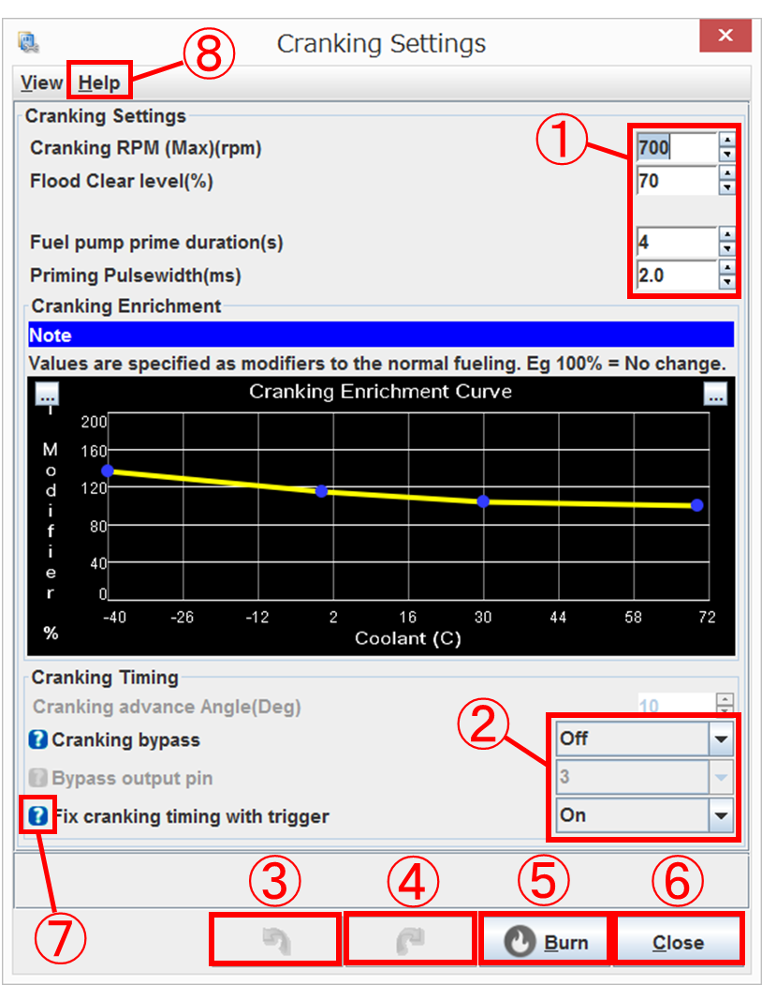 Cranking Settings
⑧
View Help
Cranking Settings
①
Cranking RPM (Max)(rpm) 700
Flood Clear level(%) 70
Fuel pump prime duration(s) 4
Priming Pulsewidth(ms) 2.0
Cranking Enrichment
Note
Values are specified as modifiers to the normal fueling. Eg 100% = No change.
... Cranking Enrichment Curve ...
Modifier %
200
160
120
80
40
0
-40 -26 -12 2 16 30 44 58 72
Coolant (C)
Cranking Timing
Cranking advance Angle(Deg) 10
②
? Cranking bypass Off
? Bypass output pin 3
? Fix cranking timing with trigger On
③ ④ ⑤ ⑥
⑦
Burn Close